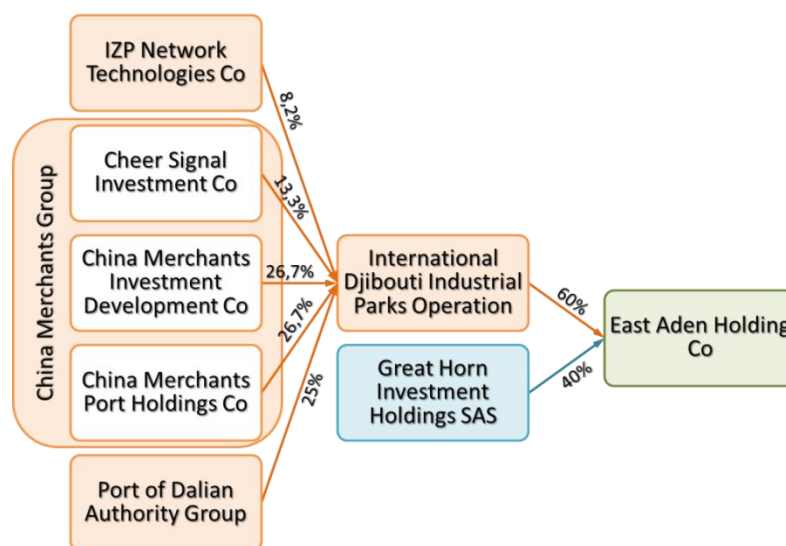 IZP Network
Technologies Co
8,2%
China Merchants Group
Cheer Signal
Investment Co
13,3%
China Merchants
Investment
Development Co
26,7%
China Merchants
Port Holdings Co
26,7%
Port of Dalian
Authority Group
25%
International
Djibouti Industrial
Parks Operation
60%
Great Horn
Investment
Holdings SAS
40%
East Aden Holding
Co